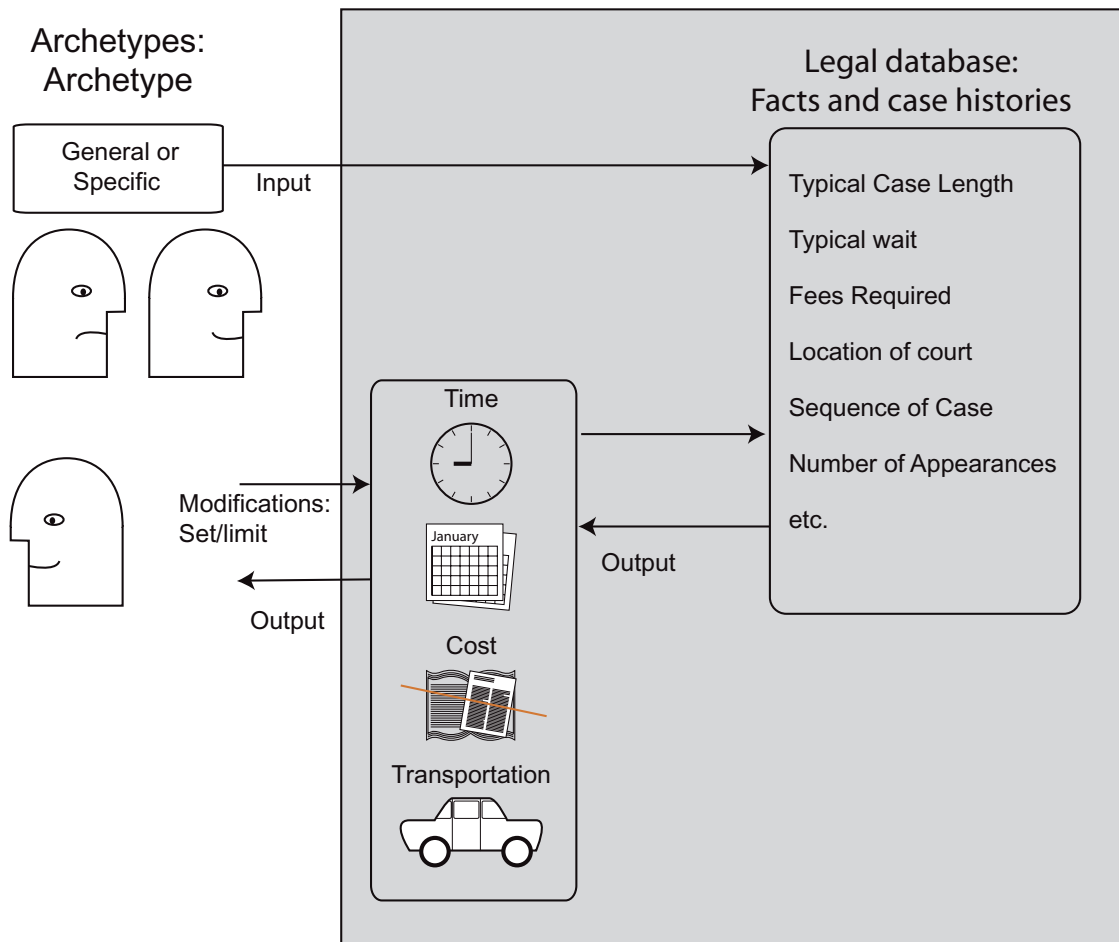 Archetypes:
Archetype
General or
Specific
Input
Legal database:
Facts and case histories
Typical Case Length
Typical wait
Fees Required
Location of court
Sequence of Case
Number of Appearances
etc.
Time
January
Cost
Transportation
Modifications:
Set/limit
Output
Output